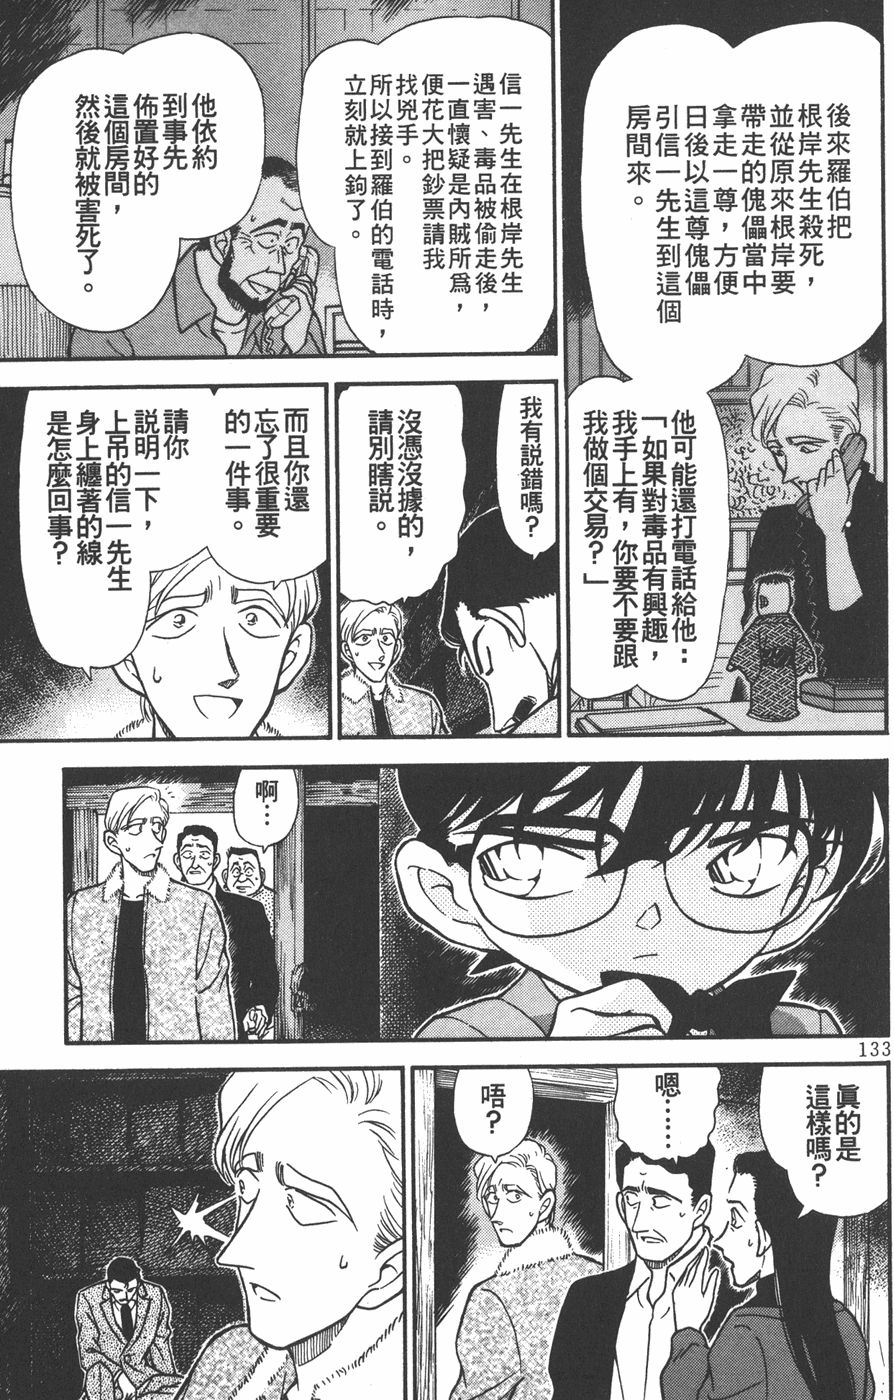 後來羅伯把
根岸先生殺死，
並從原來根岸要
帶走的傀儡當中
拿走一尊，方便
日後以這尊傀儡
引信一先生到這個
房間來。
他可能還打電話給他：
「如果對毒品有興趣，
我手上有，你要不要跟
我做個交易？」
信一先生在根岸先生
遇害、毒品被偷走後，
一直懷疑是內賊所為，
便花大把鈔票請我
找兇手。
所以接到羅伯的電話時，
立刻就上鉤了。
他依約
到事先
佈置好的
這個房間，
然後就被害死了。
我有說錯嗎？
沒憑沒據的，
請別瞎說。
而且你還
忘了很重要
的一件事。
請你
說明一下，
上吊的信一先生
身上纏著的線
是怎麼回事？
啊…
133
眞的是
這樣嗎？
嗯……
唔？